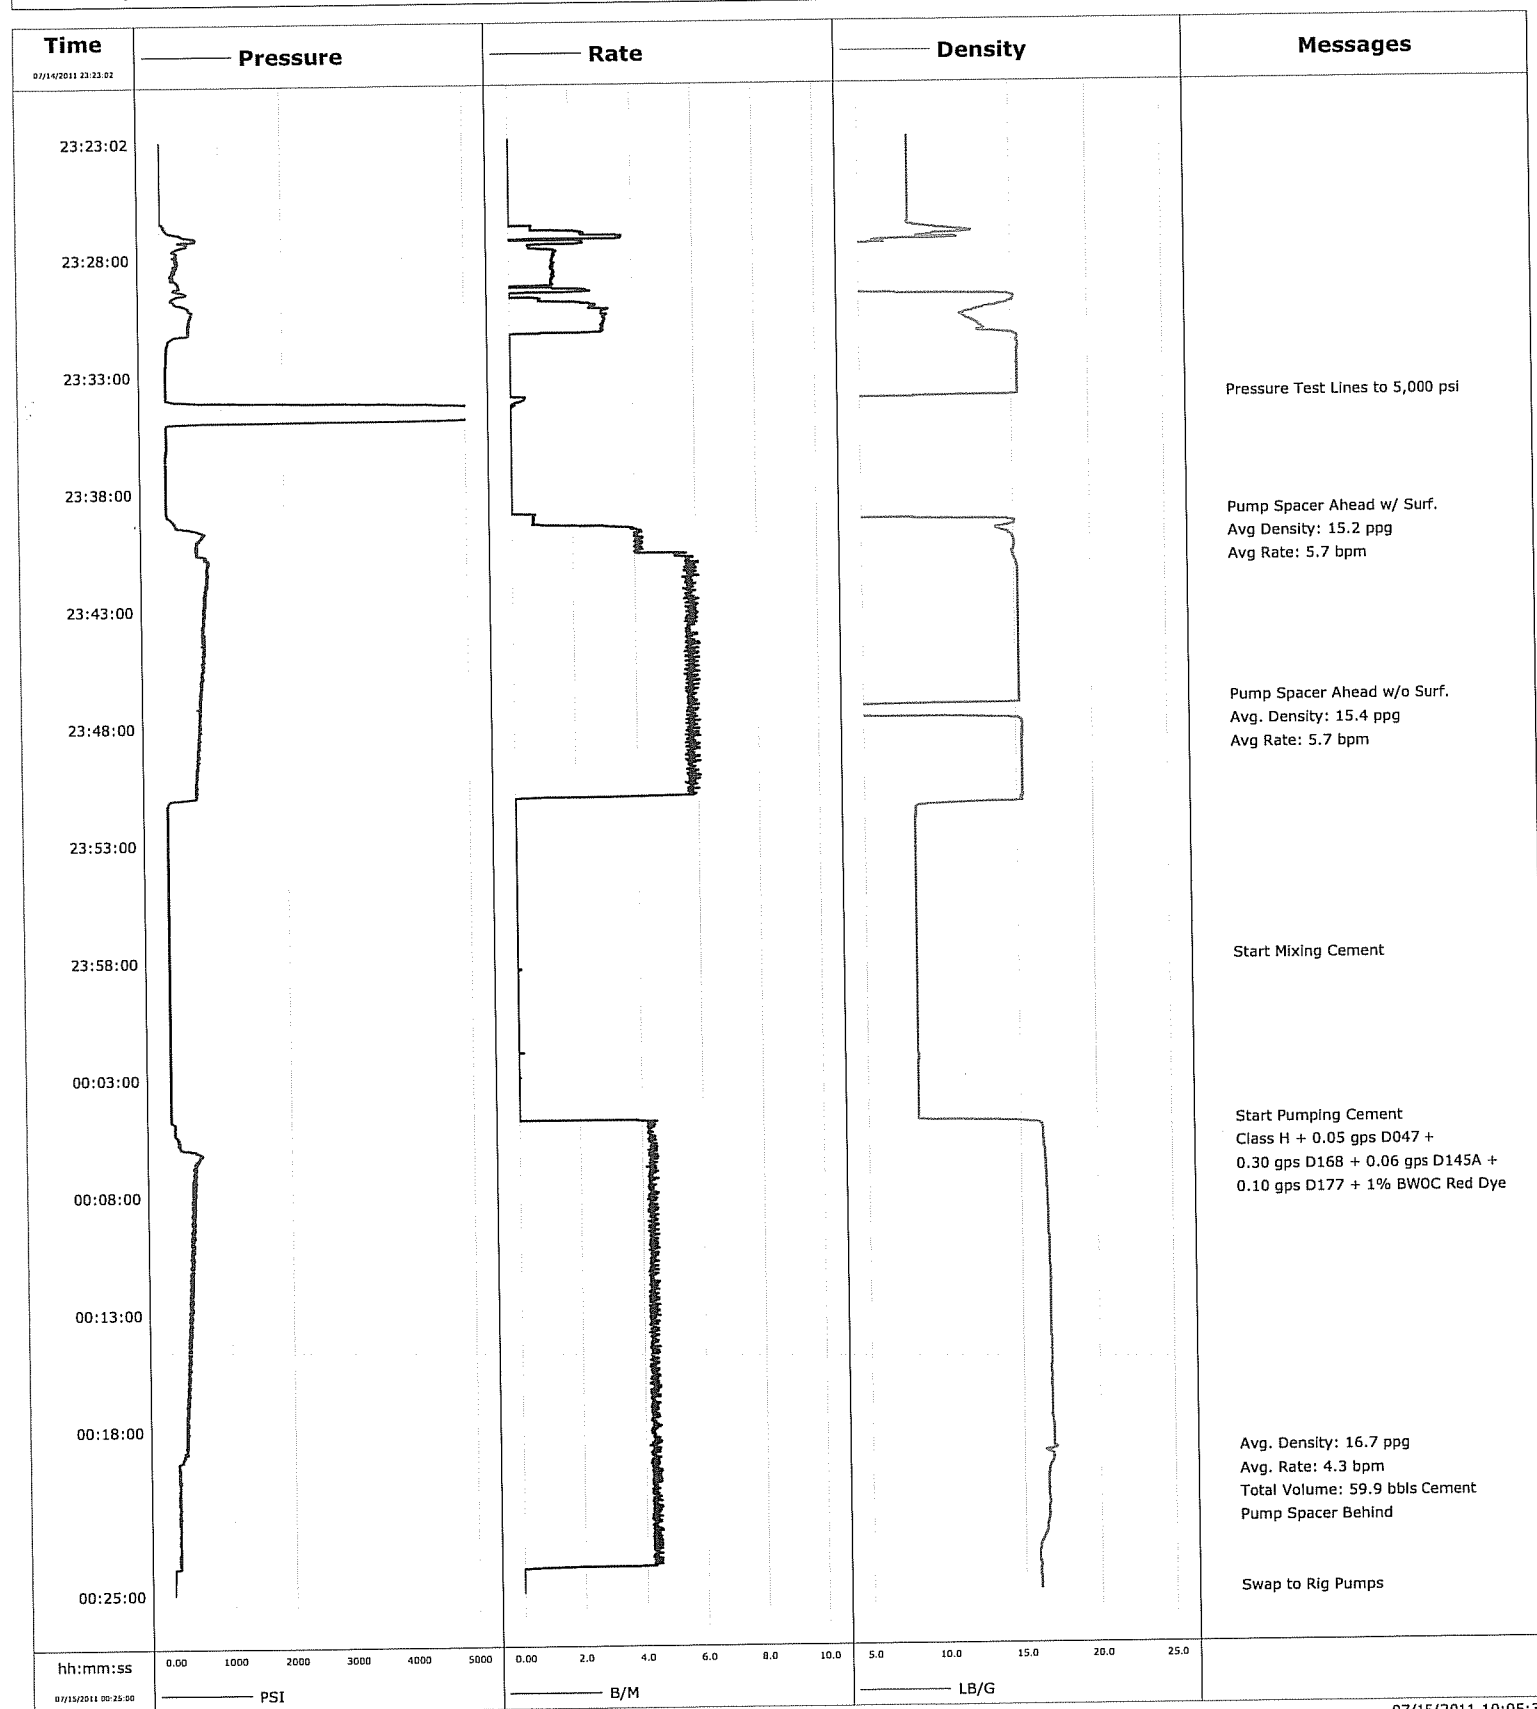 Time
07/14/2011 23:23:02
Pressure
Rate
Density
Messages
23:23:02
23:28:00
23:33:00
Pressure Test Lines to 5,000 psi
23:38:00
Pump Spacer Ahead w/ Surf.
Avg Density: 15.2 ppg
Avg Rate: 5.7 bpm
23:43:00
Pump Spacer Ahead w/o Surf.
Avg. Density: 15.4 ppg
Avg Rate: 5.7 bpm
23:48:00
23:53:00
Start Mixing Cement
23:58:00
00:03:00
Start Pumping Cement
Class H + 0.05 gps D047 +
0.30 gps D168 + 0.06 gps D145A +
0.10 gps D177 + 1% BWOC Red Dye
00:08:00
00:13:00
00:18:00
Avg. Density: 16.7 ppg
Avg. Rate: 4.3 bpm
Total Volume: 59.9 bbls Cement
Pump Spacer Behind
Swap to Rig Pumps
00:25:00
hh:mm:ss
07/15/2011 00:25:00
0.00 1000 2000 3000 4000 5000
PSI
0.00 2.0 4.0 6.0 8.0 10.0
B/M
5.0 10.0 15.0 20.0 25.0
LB/G
07/15/2011